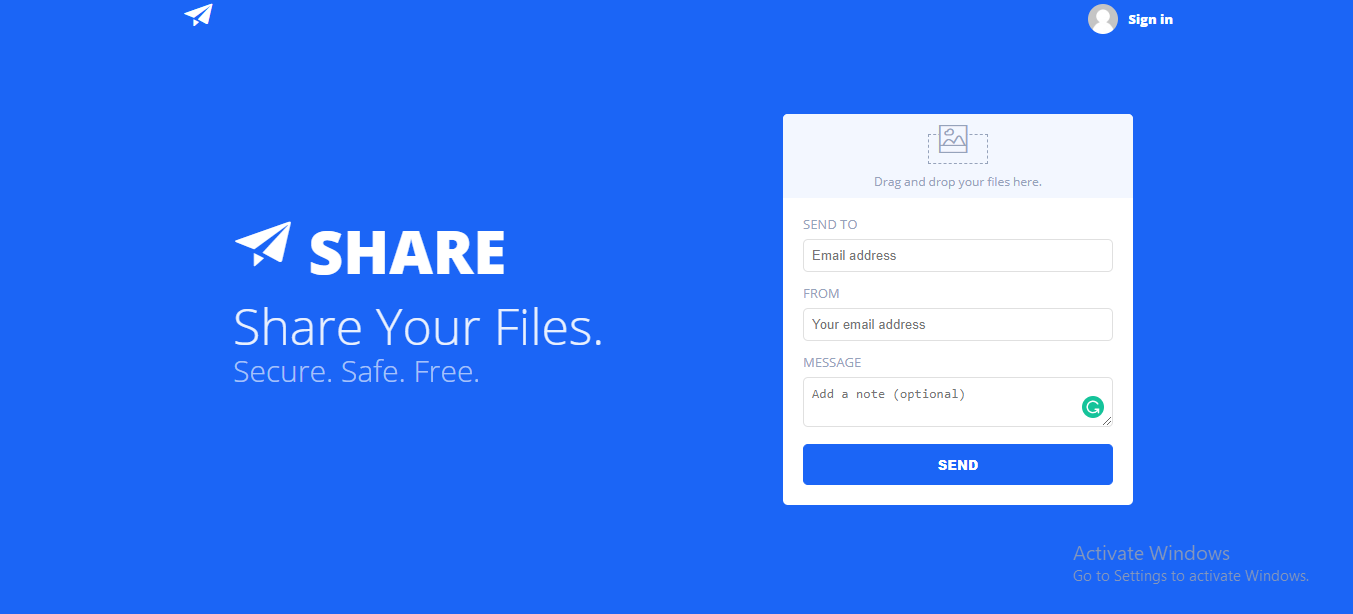 Sign in
SHARE
Share Your Files.
Secure. Safe. Free.
Drag and drop your files here.
SEND TO
Email address
FROM
Your email address
MESSAGE
Add a note (optional)
SEND
Activate Windows
Go to Settings to activate Windows.